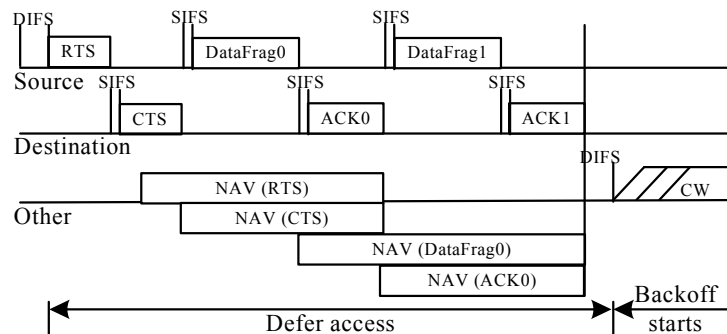 DIFS SIFS SIFS
RTS DataFrag0 DataFrag1
Source SIFS SIFS SIFS
CTS ACK0 ACK1
Destination
DIFS
NAV (RTS) CW
Other NAV (CTS)
NAV (DataFrag0)
NAV (ACK0)
Backoff
Defer access starts